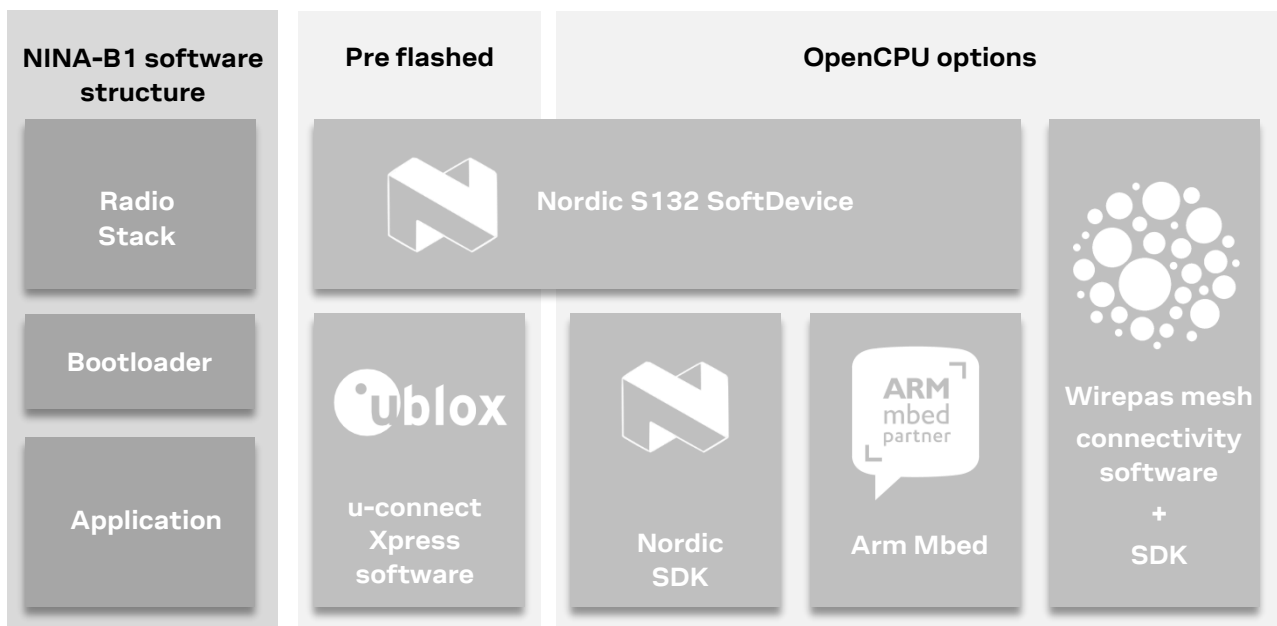 NINA-B1 software
structure
Radio
Stack
Bootloader
Application
Pre flashed
OpenCPU options
Nordic S132 SoftDevice
ublox
u-connect
Xpress
software
Nordic
SDK
ARM
mbed
partner
Arm Mbed
Wirepas mesh
connectivity
software
+
SDK